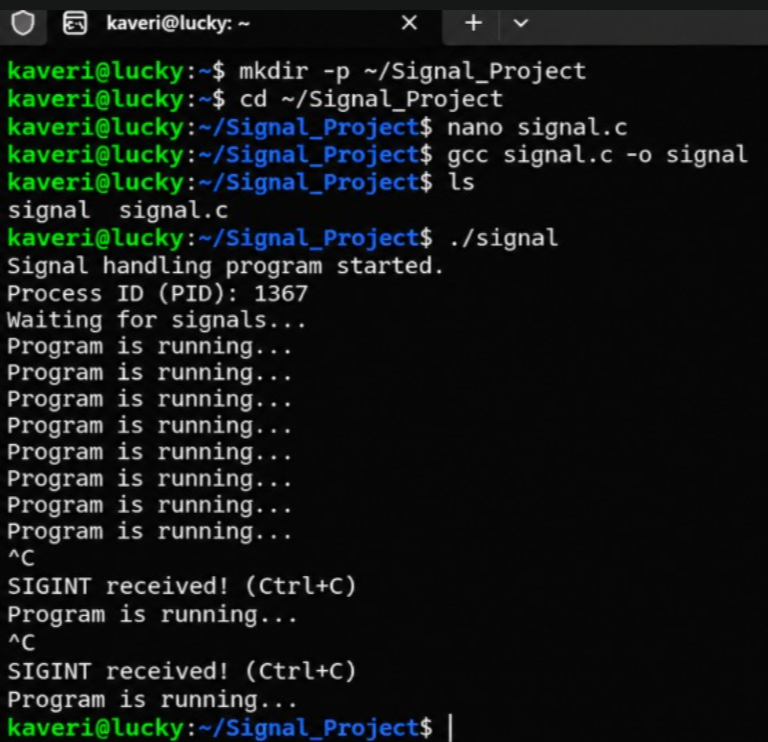 kaveri@lucky: ~
kaveri@lucky:~$ mkdir -p ~/Signal_Project
kaveri@lucky:~$ cd ~/Signal_Project
kaveri@lucky:~/Signal_Project$ nano signal.c
kaveri@lucky:~/Signal_Project$ gcc signal.c -o signal
kaveri@lucky:~/Signal_Project$ ls
signal  signal.c
kaveri@lucky:~/Signal_Project$ ./signal
Signal handling program started.
Process ID (PID): 1367
Waiting for signals...
Program is running...
Program is running...
Program is running...
Program is running...
Program is running...
Program is running...
Program is running...
Program is running...
^C
SIGINT received! (Ctrl+C)
Program is running...
^C
SIGINT received! (Ctrl+C)
Program is running...
kaveri@lucky:~/Signal_Project$